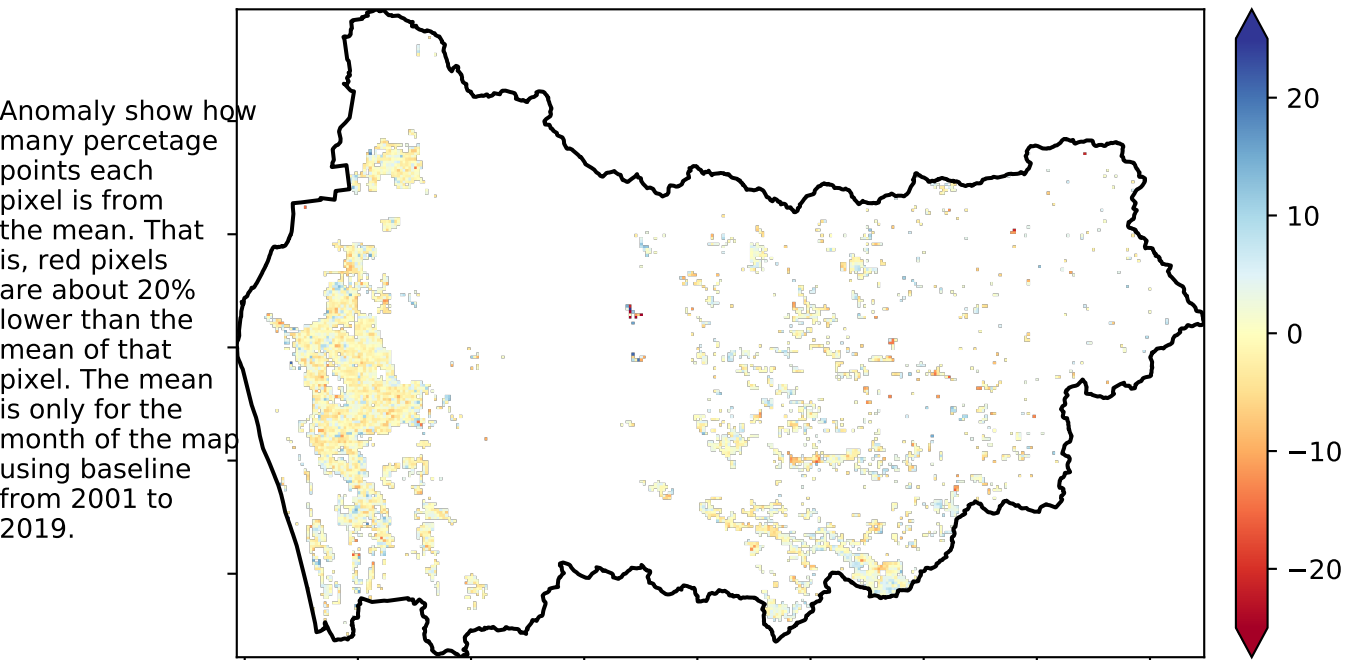 Anomaly show how
many percetage
points each
pixel is from
the mean. That
is, red pixels
are about 20%
lower than the
mean of that
pixel. The mean
is only for the
month of the map
using baseline
from 2001 to
2019.
20
10
0
−10
−20